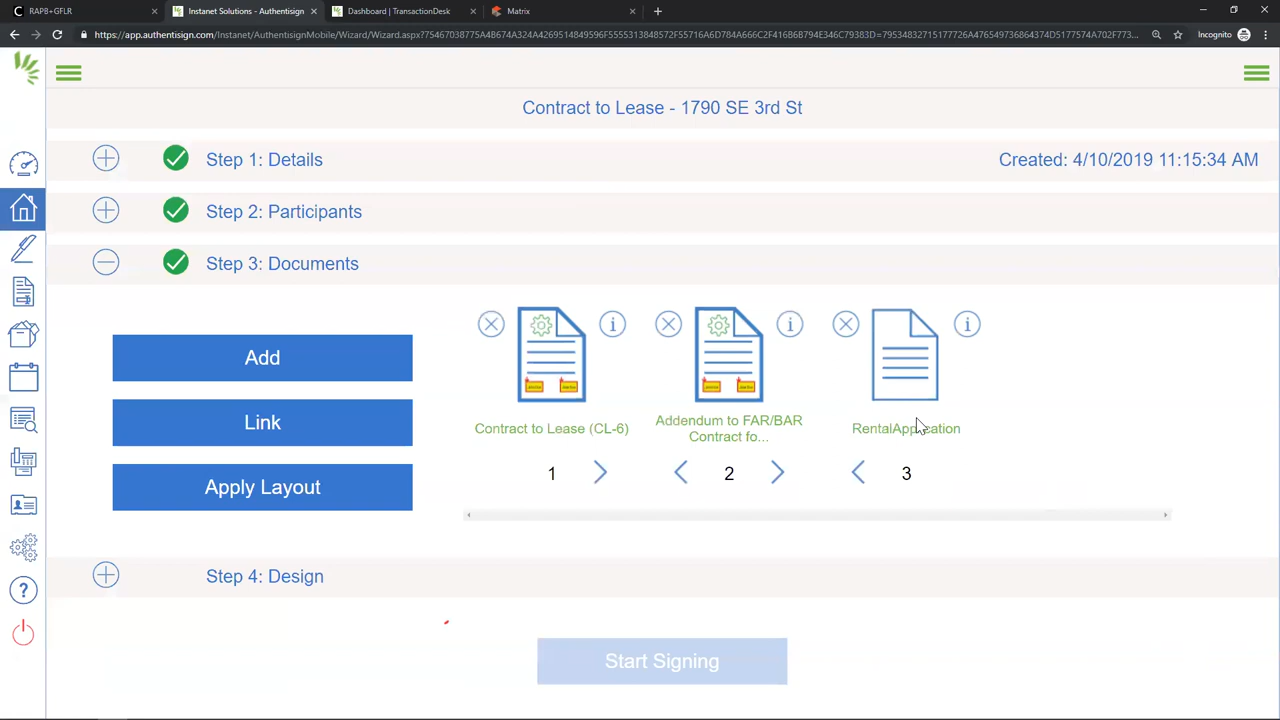 RAPB+GFLR
Instanet Solutions - Authentisign
Dashboard | TransactionDesk
Matrix
Incognito
Contract to Lease - 1790 SE 3rd St
Step 1: Details
Created: 4/10/2019 11:15:34 AM
Step 2: Participants
Step 3: Documents
Add
Link
Apply Layout
Contract to Lease (CL-6)
Addendum to FAR/BAR
Contract fo...
RentalApplication
1
2
3
Step 4: Design
Start Signing